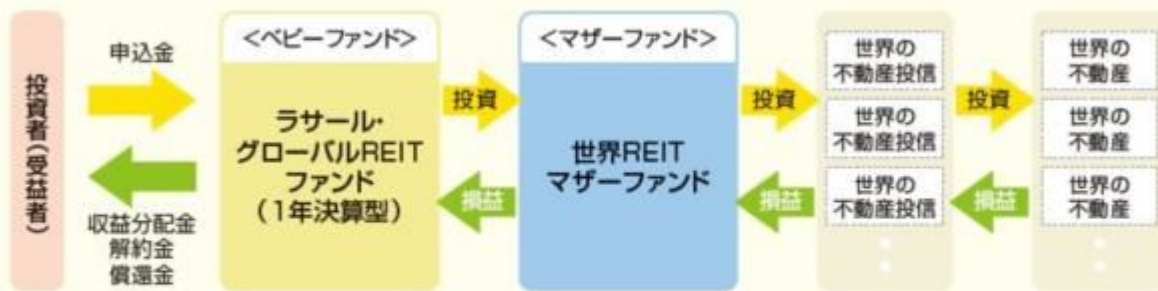 投資者(受益者)
申込金
収益分配金
解約金
償還金
<ベビーファンド>
ラサール・
グローバルREIT
ファンド
(1年決算型)
投資
損益
<マザーファンド>
世界REIT
マザーファンド
投資
損益
世界の
不動産投信
世界の
不動産投信
世界の
不動産投信
投資
損益
世界の
不動産
世界の
不動産
世界の
不動産